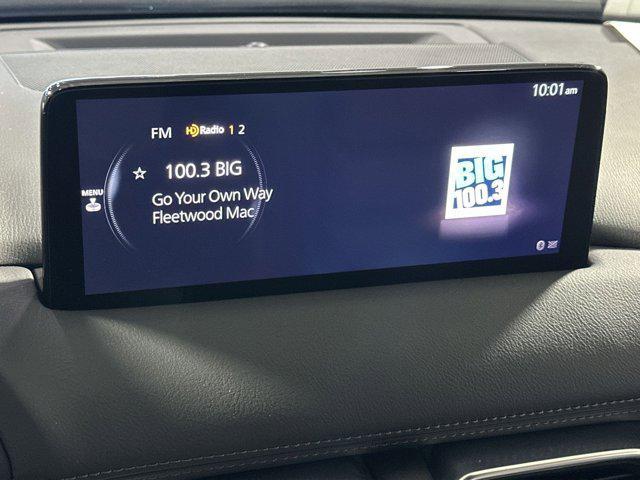 10:01 am
FM HD Radio 1 2
100.3 BIG
MENU
Go Your Own Way
Fleetwood Mac
BIG
100.3